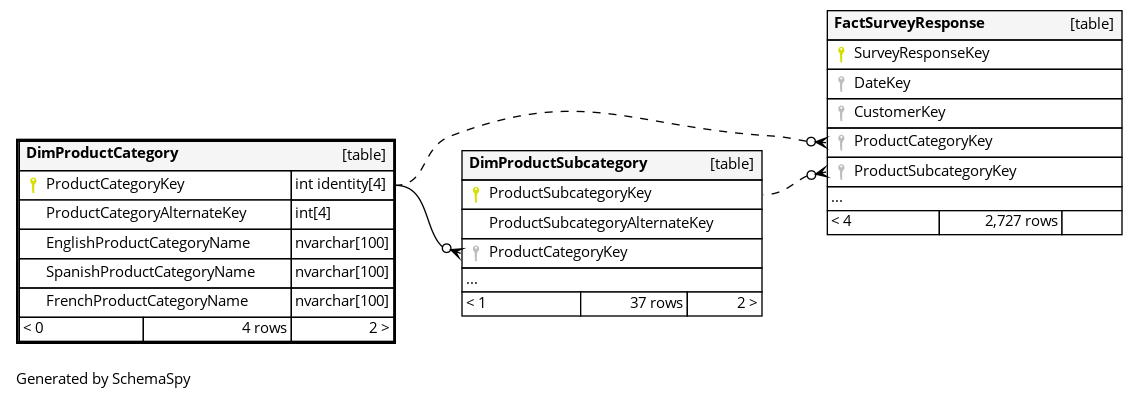 FactSurveyResponse [table]
SurveyResponseKey
DateKey
CustomerKey
ProductCategoryKey
ProductSubcategoryKey
...
< 4 2,727 rows
DimProductCategory [table]
ProductCategoryKey int identity[4]
ProductCategoryAlternateKey int[4]
EnglishProductCategoryName nvarchar[100]
SpanishProductCategoryName nvarchar[100]
FrenchProductCategoryName nvarchar[100]
< 0 4 rows 2 >
DimProductSubcategory [table]
ProductSubcategoryKey
ProductSubcategoryAlternateKey
ProductCategoryKey
...
< 1 37 rows 2 >
Generated by SchemaSpy